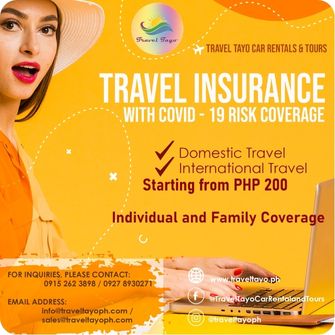 Travel Tayo
TRAVEL TAYO CAR RENTALS & TOURS
TRAVEL INSURANCE
WITH COVID - 19 RISK COVERAGE
Domestic Travel
International Travel
Starting from PHP 200
Individual and Family Coverage
FOR INQUIRIES, PLEASE CONTACT:
0915 262 3898 / 0927 8930271
EMAIL ADDRESS:
info@traveltayoph.com /
sales@traveltayoph.com
www.traveltayo.ph
@TravelTayoCarRentalandTours
@traveltayoph